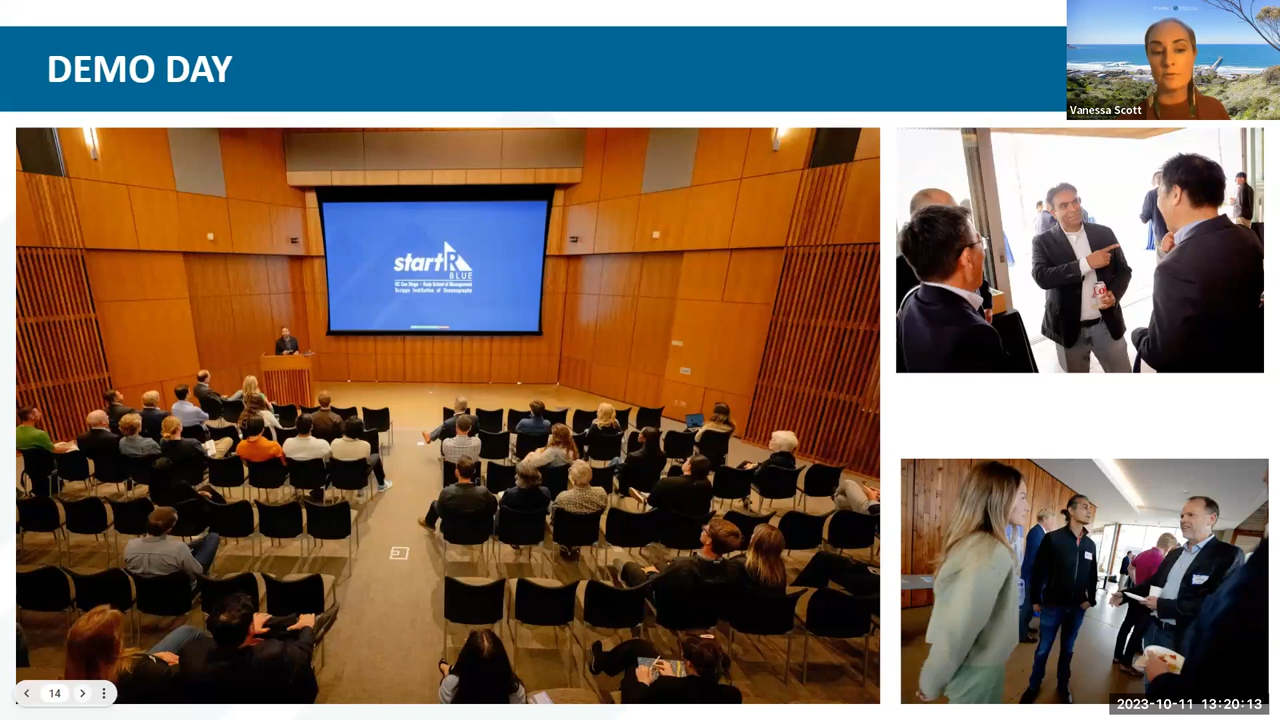 DEMO DAY
Vanessa Scott
startR
BLUE
UC San Diego • Rady School of Management
Scripps Institution of Oceanography
14
2023-10-11 13:20:13